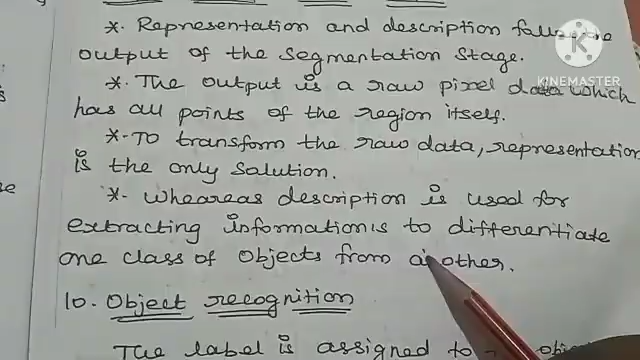 * Representation and description
output of the segmentation stage.
KINEMASTER
* The output is a raw pixel data which
has all points of the region itself.
* To transform the raw data, representation
is the only solution.
* Whereas description is used for
extracting informations to differentiate
one class of objects from another.
10. Object recognition
The label is assigned to